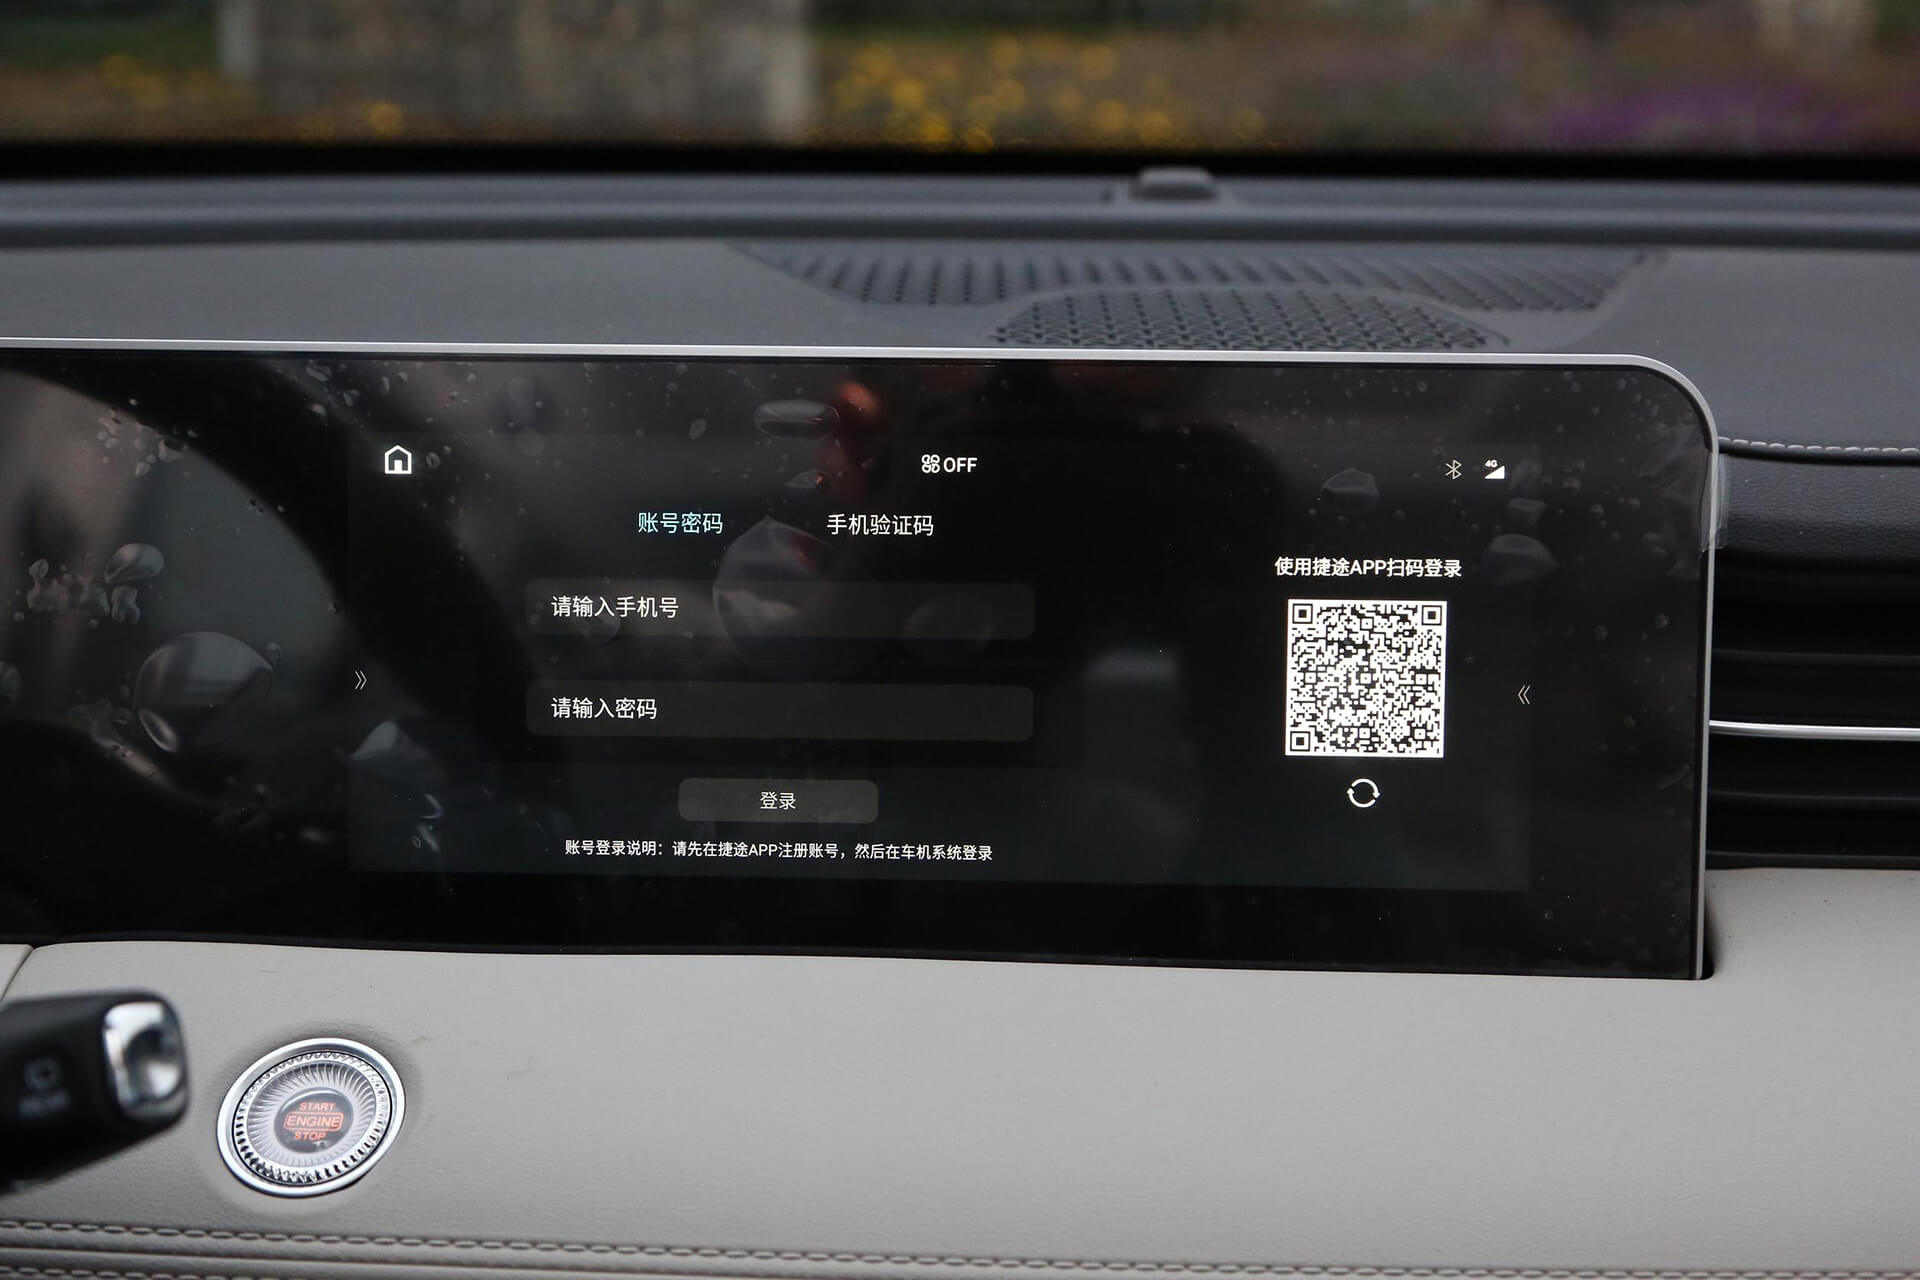 OFF
4G
账号密码 手机验证码
使用捷途APP扫码登录
请输入手机号
请输入密码
登录
账号登录说明：请先在捷途APP注册账号，然后在车机系统登录
START
ENGINE
STOP